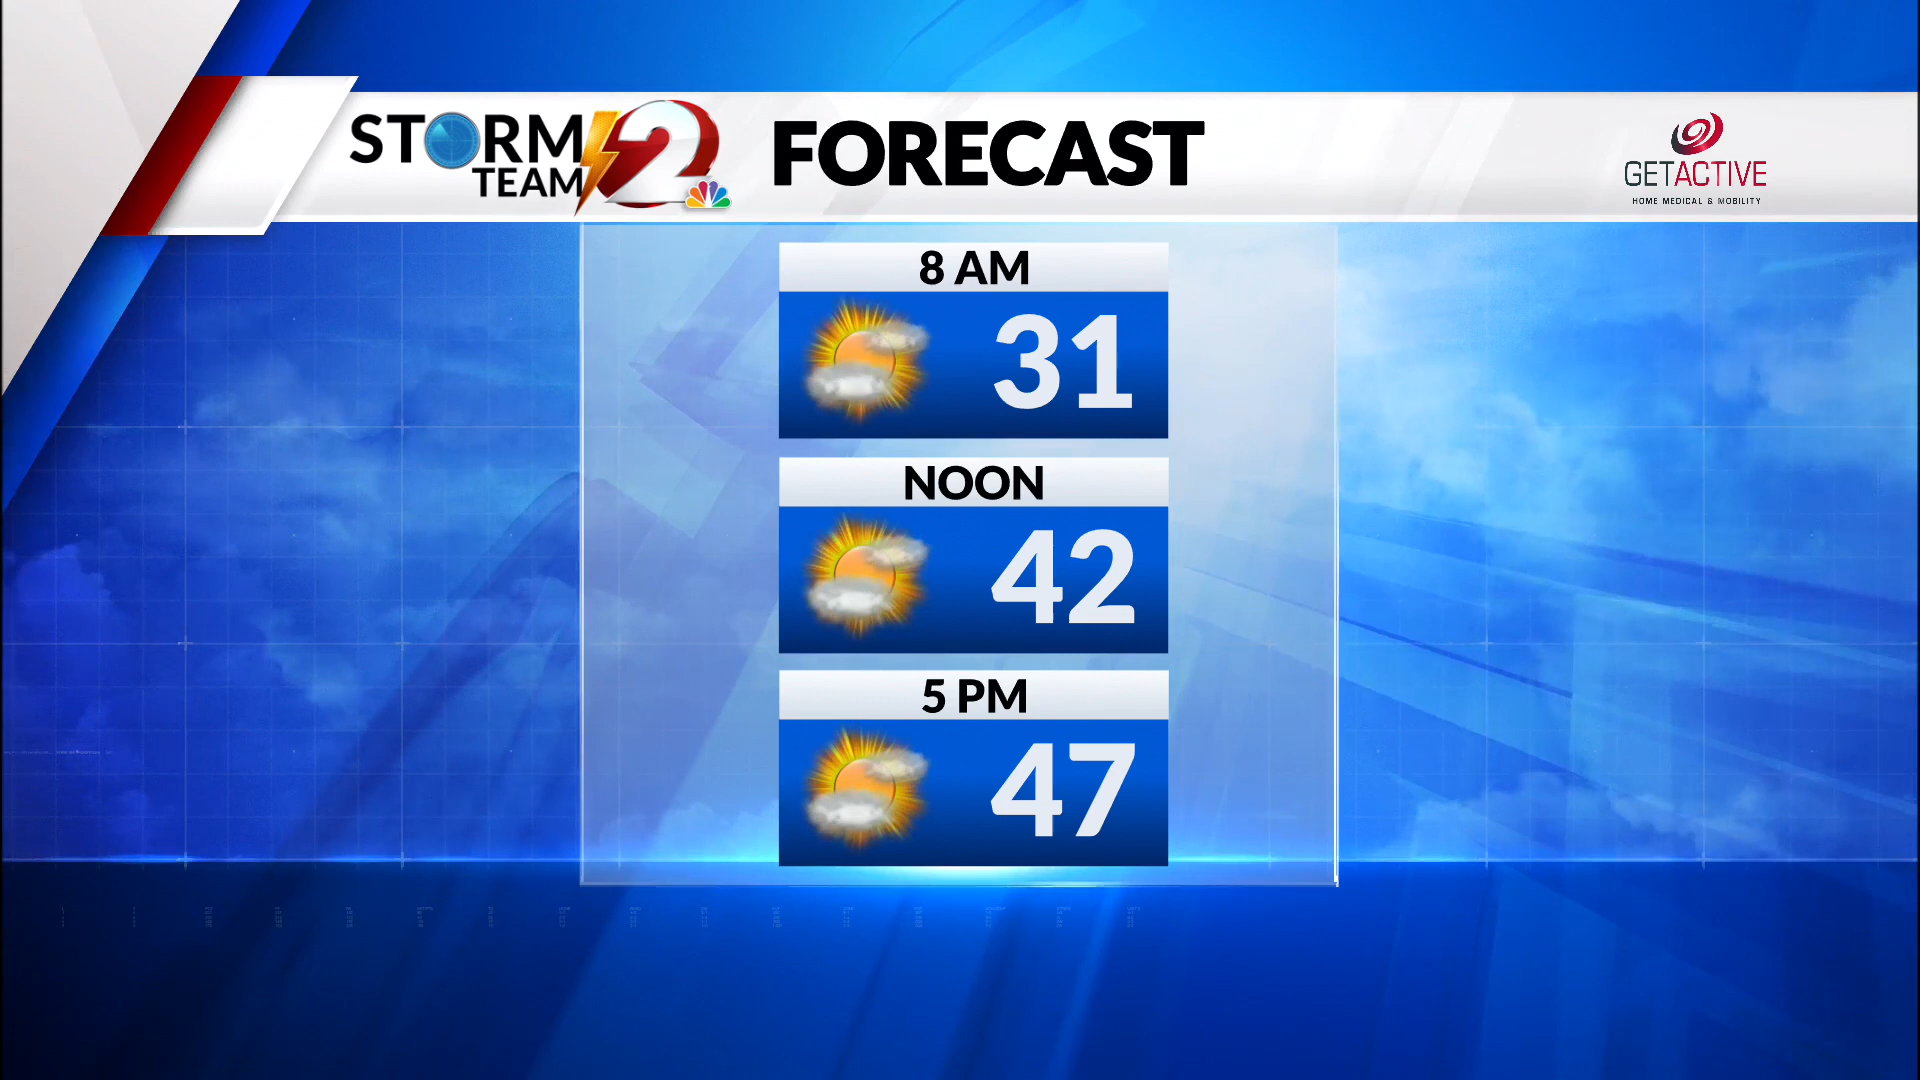 STORM
TEAM
2
FORECAST
GETACTIVE
HOME MEDICAL & MOBILITY
8 AM
31
NOON
42
5 PM
47